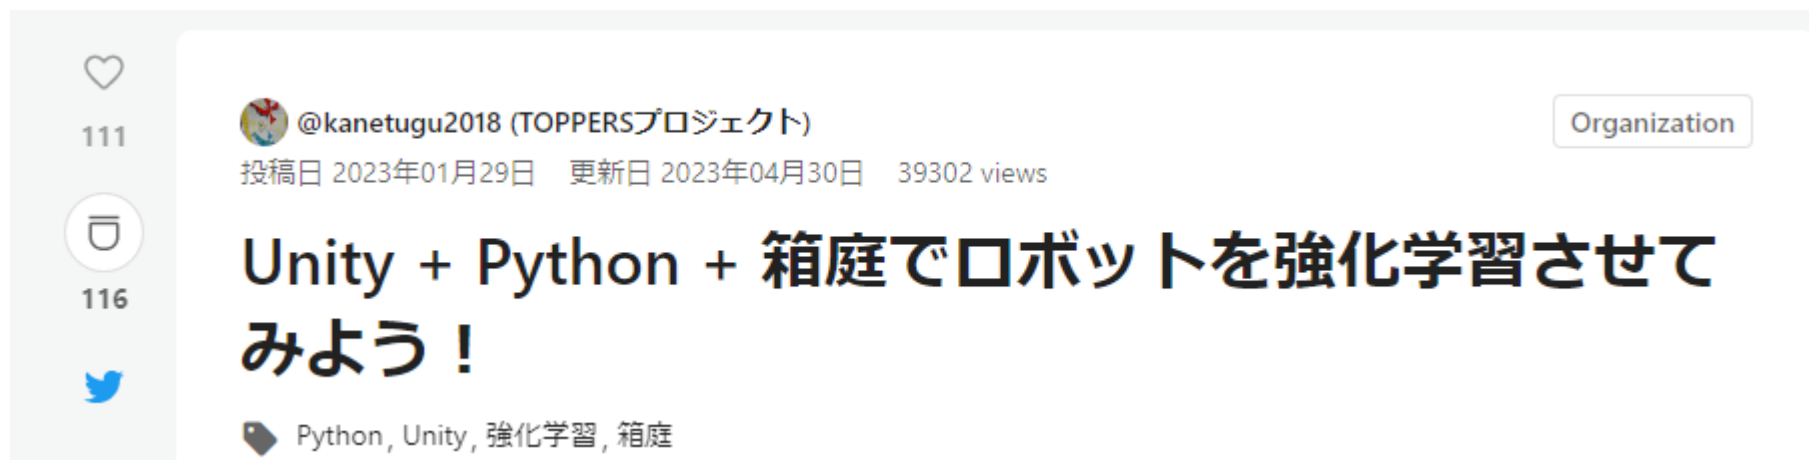 111
116
@kanetugu2018 (TOPPERSプロジェクト)
Organization
投稿日 2023年01月29日 更新日 2023年04月30日 39302 views
Unity + Python + 箱庭でロボットを強化学習させて
みよう！
Python, Unity, 強化学習, 箱庭